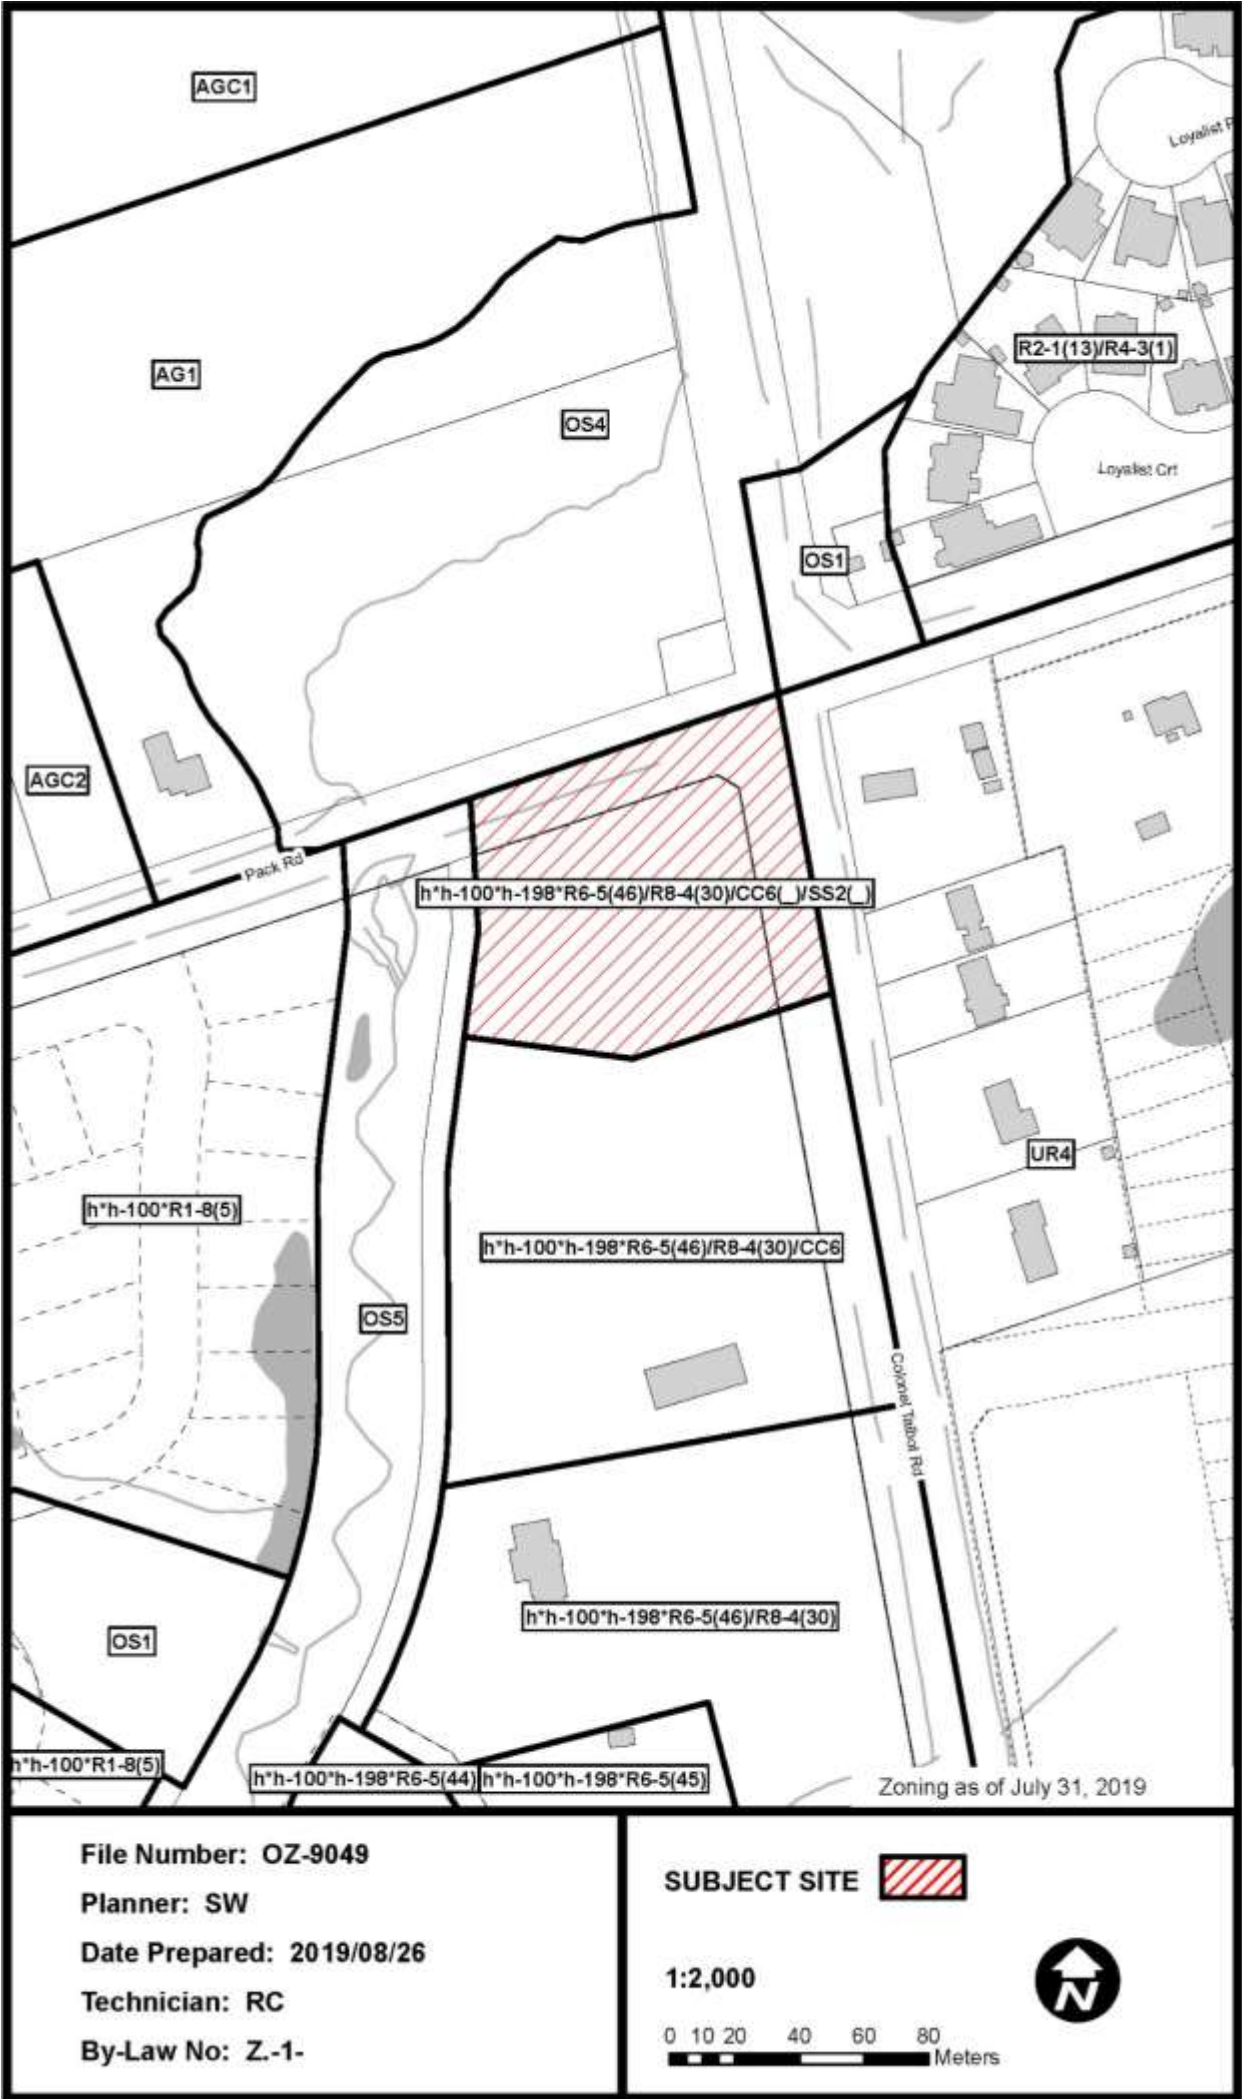 AGC1
Loyalist
R2-1(13)/R4-3(1)
AG1
OS4
Loyalist Crt
OS1
AGC2
Pack Rd
h*h-100*h-198*R6-5(46)/R8-4(30)/CC6(_)/SS2(_)
UR4
h*h-100*R1-8(5)
h*h-100*h-198*R6-5(46)/R8-4(30)/CC6
OS5
Colonel Talbot Rd
h*h-100*h-198*R6-5(46)/R8-4(30)
OS1
h*h-100*R1-8(5)
h*h-100*h-198*R6-5(44)
h*h-100*h-198*R6-5(45)
Zoning as of July 31, 2019
File Number: OZ-9049
Planner: SW
Date Prepared: 2019/08/26
Technician: RC
By-Law No: Z.-1-
SUBJECT SITE
1:2,000
N
0 10 20 40 60 80
Meters